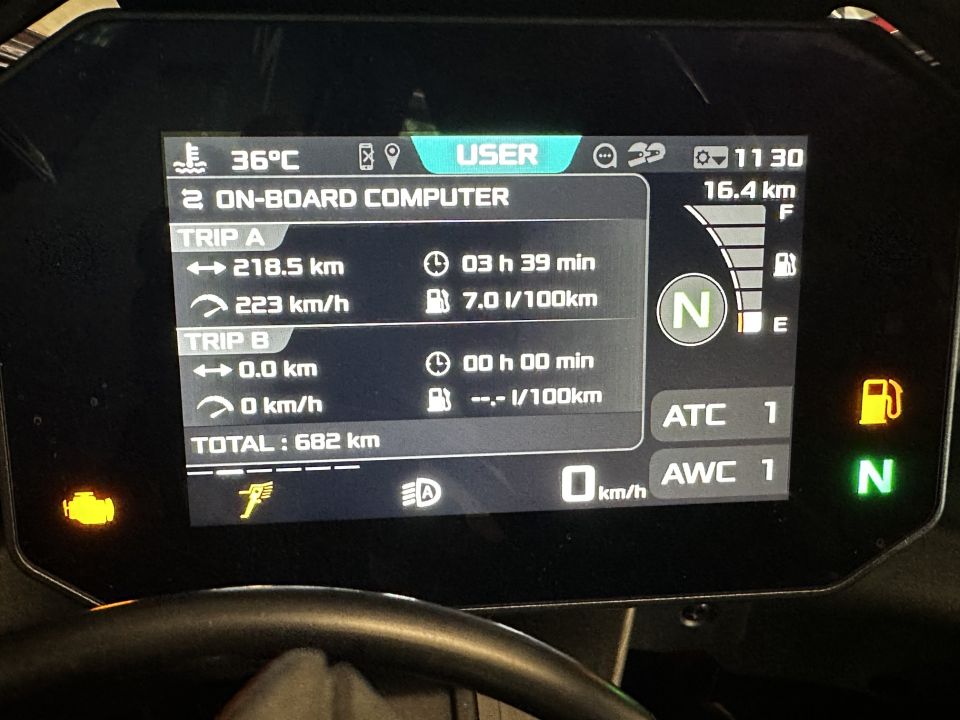 36°C
USER
11 30
16.4 km
ON-BOARD COMPUTER
F
TRIP A
218.5 km
03 h 39 min
223 km/h
7.0 l/100km
N
E
TRIP B
0.0 km
00 h 00 min
0 km/h
--.- l/100km
ATC 1
TOTAL : 682 km
AWC 1
A
0 km/h
N